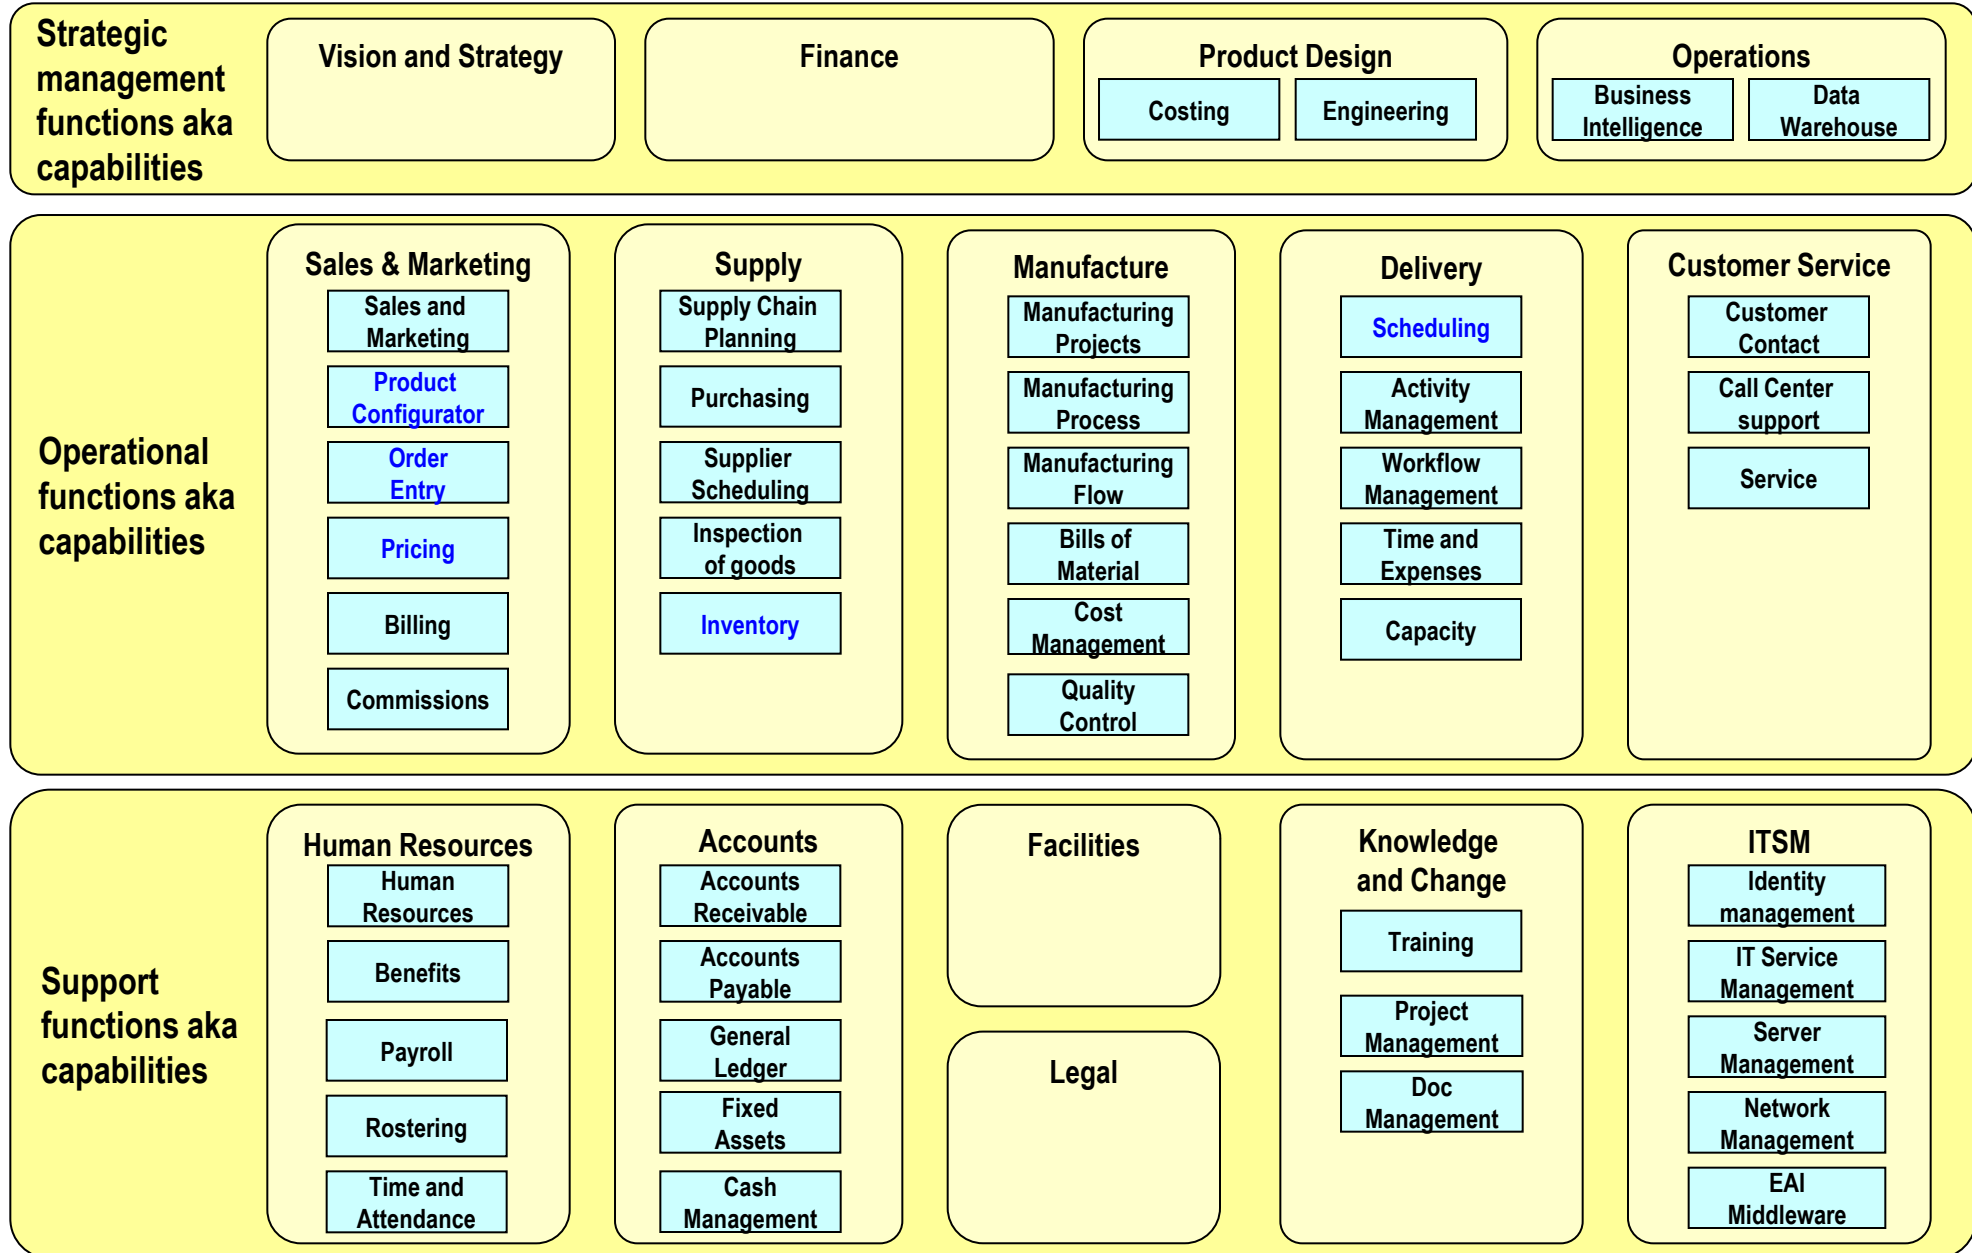 Strategic
management
functions aka
capabilities
Vision and Strategy
Finance
Product Design
Costing
Engineering
Operations
Business
Intelligence
Data
Warehouse
Operational
functions aka
capabilities
Sales & Marketing
Sales and
Marketing
Product
Configurator
Order
Entry
Pricing
Billing
Commissions
Supply
Supply Chain
Planning
Purchasing
Supplier
Scheduling
Inspection
of goods
Inventory
Manufacture
Manufacturing
Projects
Manufacturing
Process
Manufacturing
Flow
Bills of
Material
Cost
Management
Quality
Control
Delivery
Scheduling
Activity
Management
Workflow
Management
Time and
Expenses
Capacity
Customer Service
Customer
Contact
Call Center
support
Service
Support
functions aka
capabilities
Human Resources
Human
Resources
Benefits
Payroll
Rostering
Time and
Attendance
Accounts
Accounts
Receivable
Accounts
Payable
General
Ledger
Fixed
Assets
Cash
Management
Facilities
Legal
Knowledge
and Change
Training
Project
Management
Doc
Management
ITSM
Identity
management
IT Service
Management
Server
Management
Network
Management
EAI
Middleware